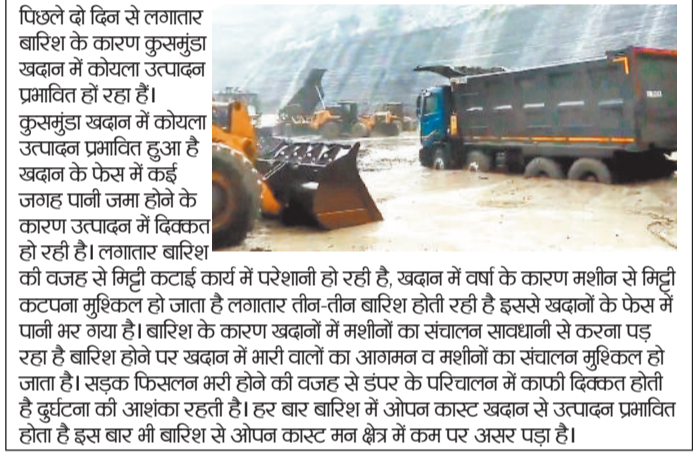 पिछले दो दिन से लगातार
बारिश के कारण कुसमुंडा
खदान में कोयला उत्पादन
प्रभावित हों रहा हैं।
कुसमुंडा खदान में कोयला
उत्पादन प्रभावित हुआ है
खदान के फेस में कई
जगह पानी जमा होने के
कारण उत्पादन में दिक्कत
हो रही है। लगातार बारिश
की वजह से मिट्टी कटाई कार्य में परेशानी हो रही है, खदान में वर्षा के कारण मशीन से मिट्टी
कटपना मुश्किल हो जाता है लगातार तीन-तीन बारिश होती रही है इससे खदानों के फेस में
पानी भर गया है। बारिश के कारण खदानों में मशीनों का संचालन सावधानी से करना पड़
रहा है बारिश होने पर खदान में भारी वालों का आगमन व मशीनों का संचालन मुश्किल हो
जाता है। सड़क फिसलन भरी होने की वजह से डंपर के परिचालन में काफी दिक्कत होती
है दुर्घटना की आशंका रहती है। हर बार बारिश में ओपन कास्ट खदान से उत्पादन प्रभावित
होता है इस बार भी बारिश से ओपन कास्ट मन क्षेत्र में कम पर असर पड़ा है।